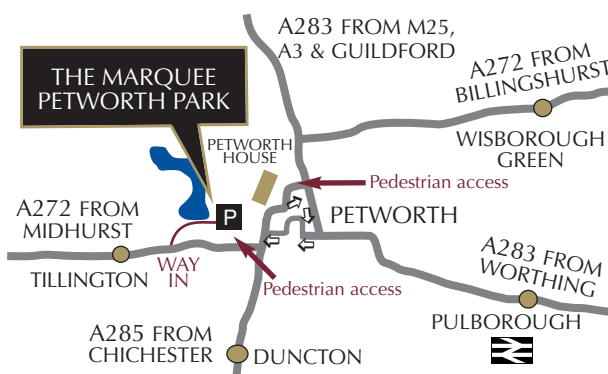 A283 FROM M25,
A3 & GUILDFORD
A272 FROM
BILLINGSHURST
THE MARQUEE
PETWORTH PARK
WISBOROUGH
GREEN
PETWORTH
HOUSE
Pedestrian access
A272 FROM
MIDHURST
P
PETWORTH
TILLINGTON
WAY
IN
Pedestrian access
A283 FROM
WORTHING
PULBOROUGH
A285 FROM
CHICHESTER
DUNCTON